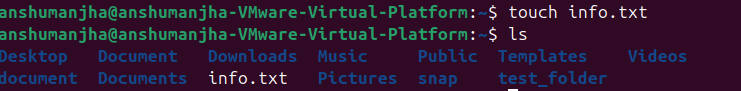 anshumanjha@anshumanjha-VMware-Virtual-Platform:~$ touch info.txt
anshumanjha@anshumanjha-VMware-Virtual-Platform:~$ ls
Desktop Document Downloads Music Public Templates Videos
document Documents info.txt Pictures snap test_folder